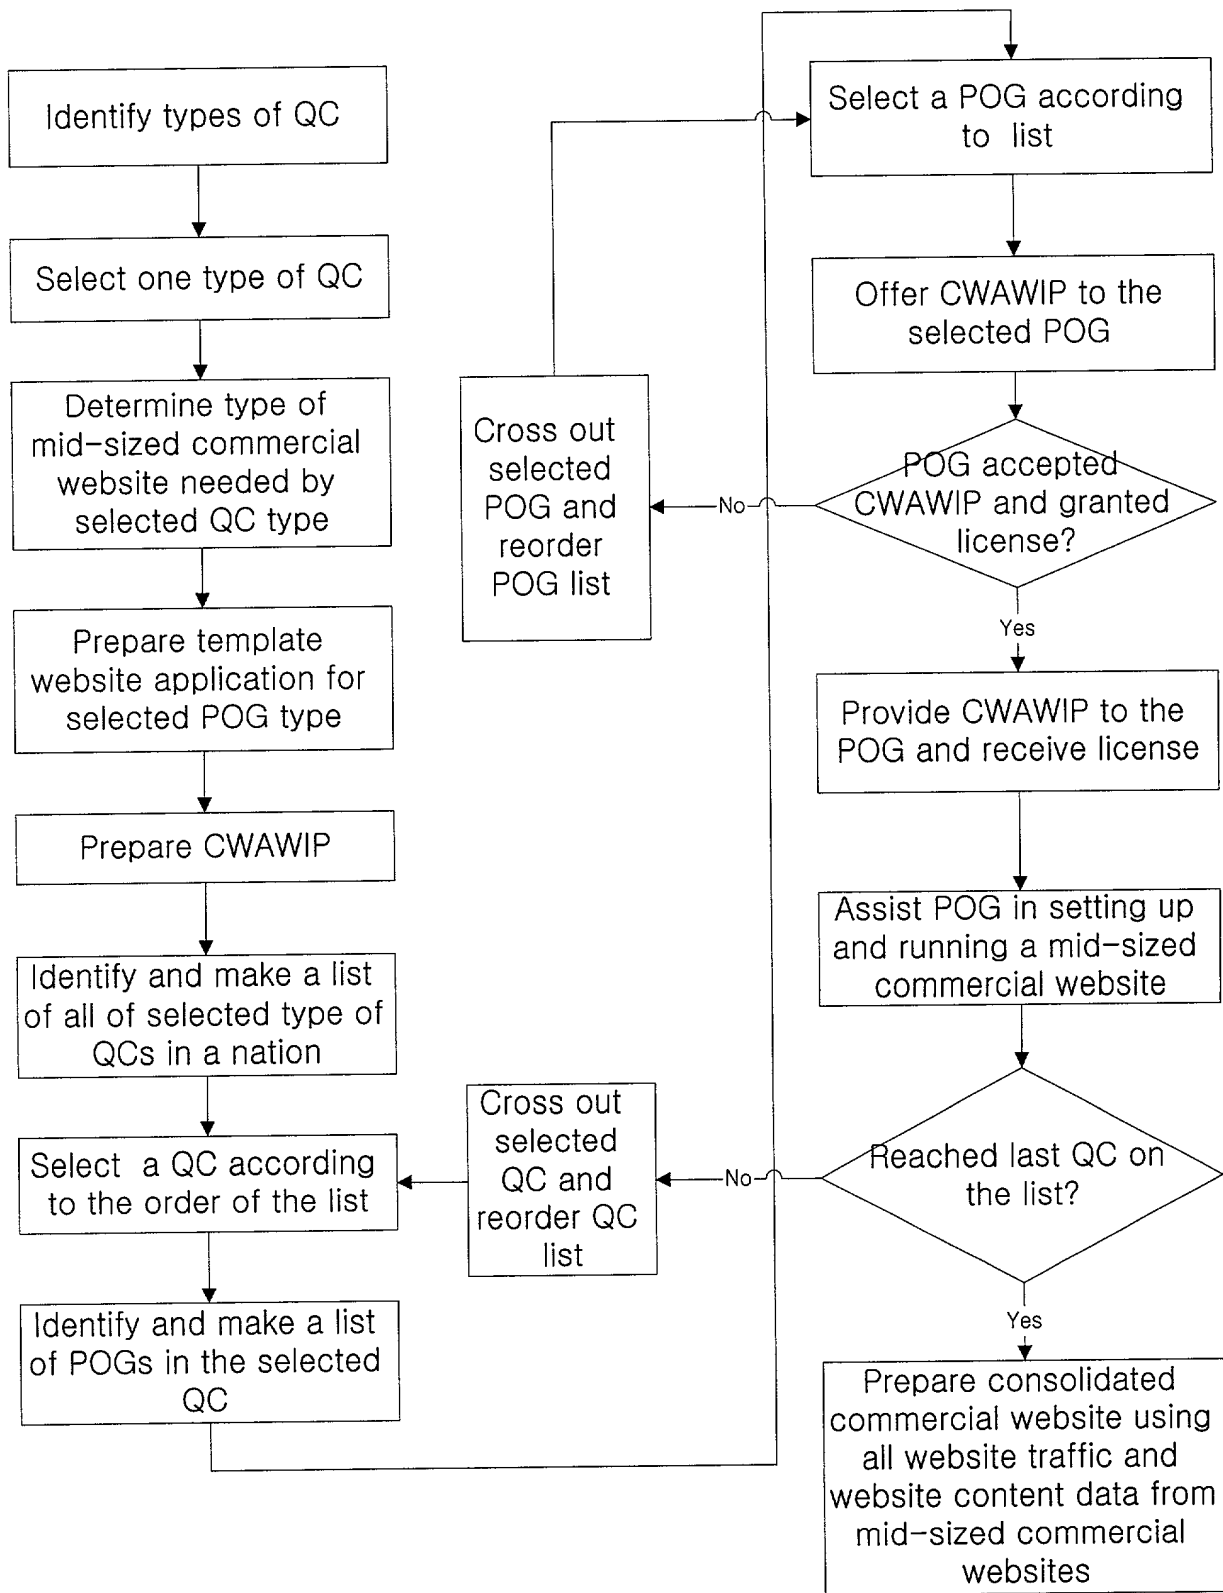 Identify types of QC
Select one type of QC
Determine type of
mid-sized commercial
website needed by
selected QC type
Prepare template
website application for
selected POG type
Prepare CWAWIP
Identify and make a list
of all of selected type of
QCs in a nation
Select a QC according
to the order of the list
Identify and make a list
of POGs in the selected
QC
Cross out
selected
POG and
reorder
POG list
Cross out
selected
QC and
reorder QC
list
Select a POG according
to list
Offer CWAWIP to the
selected POG
POG accepted
CWAWIP and granted
license?
No
Yes
Provide CWAWIP to the
POG and receive license
Assist POG in setting up
and running a mid-sized
commercial website
Reached last QC on
the list?
No
Yes
Prepare consolidated
commercial website using
all website traffic and
website content data from
mid-sized commercial
websites